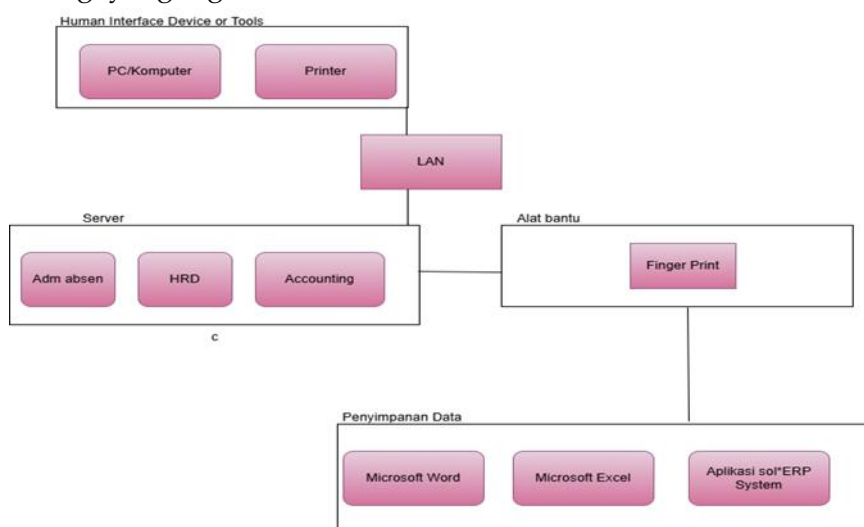 Human Interface Device or Tools
PC/Komputer
Printer
LAN
Server
Alat bantu
Adm absen
HRD
Accounting
Finger Print
c
Penyimpanan Data
Microsoft Word
Microsoft Excel
Aplikasi sol*ERP
System